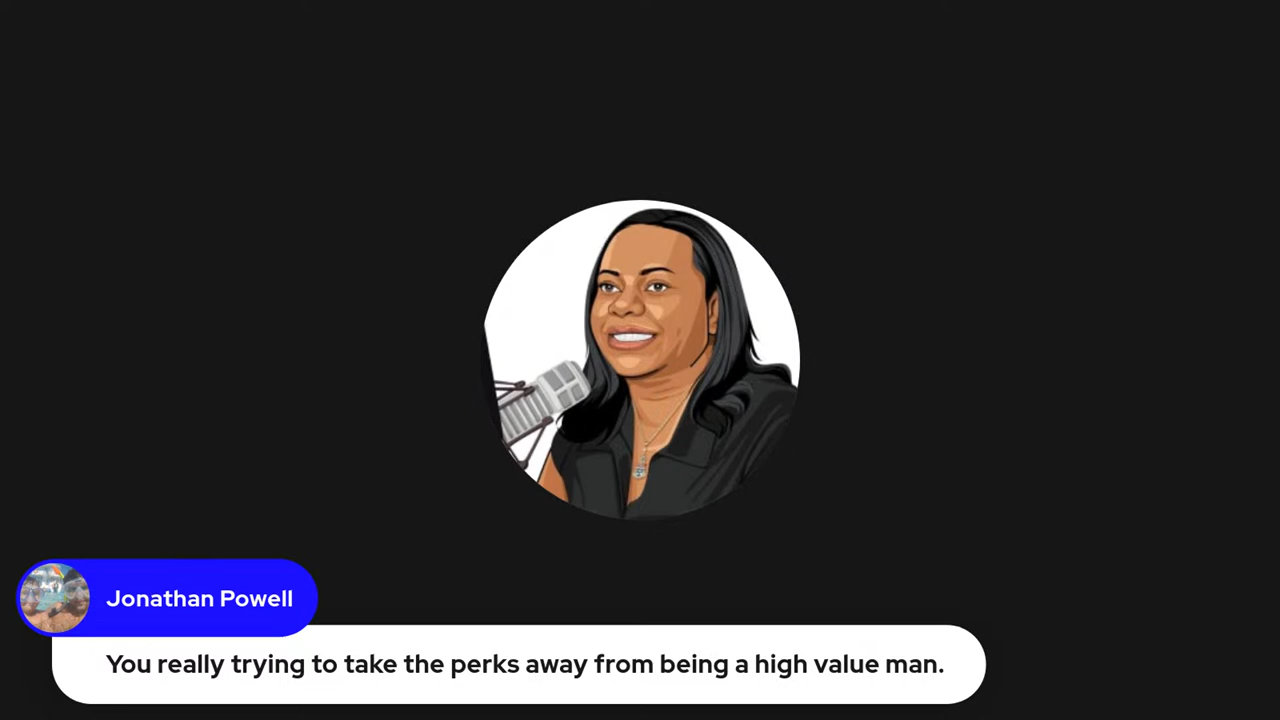 Jonathan Powell
You really trying to take the perks away from being a high value man.